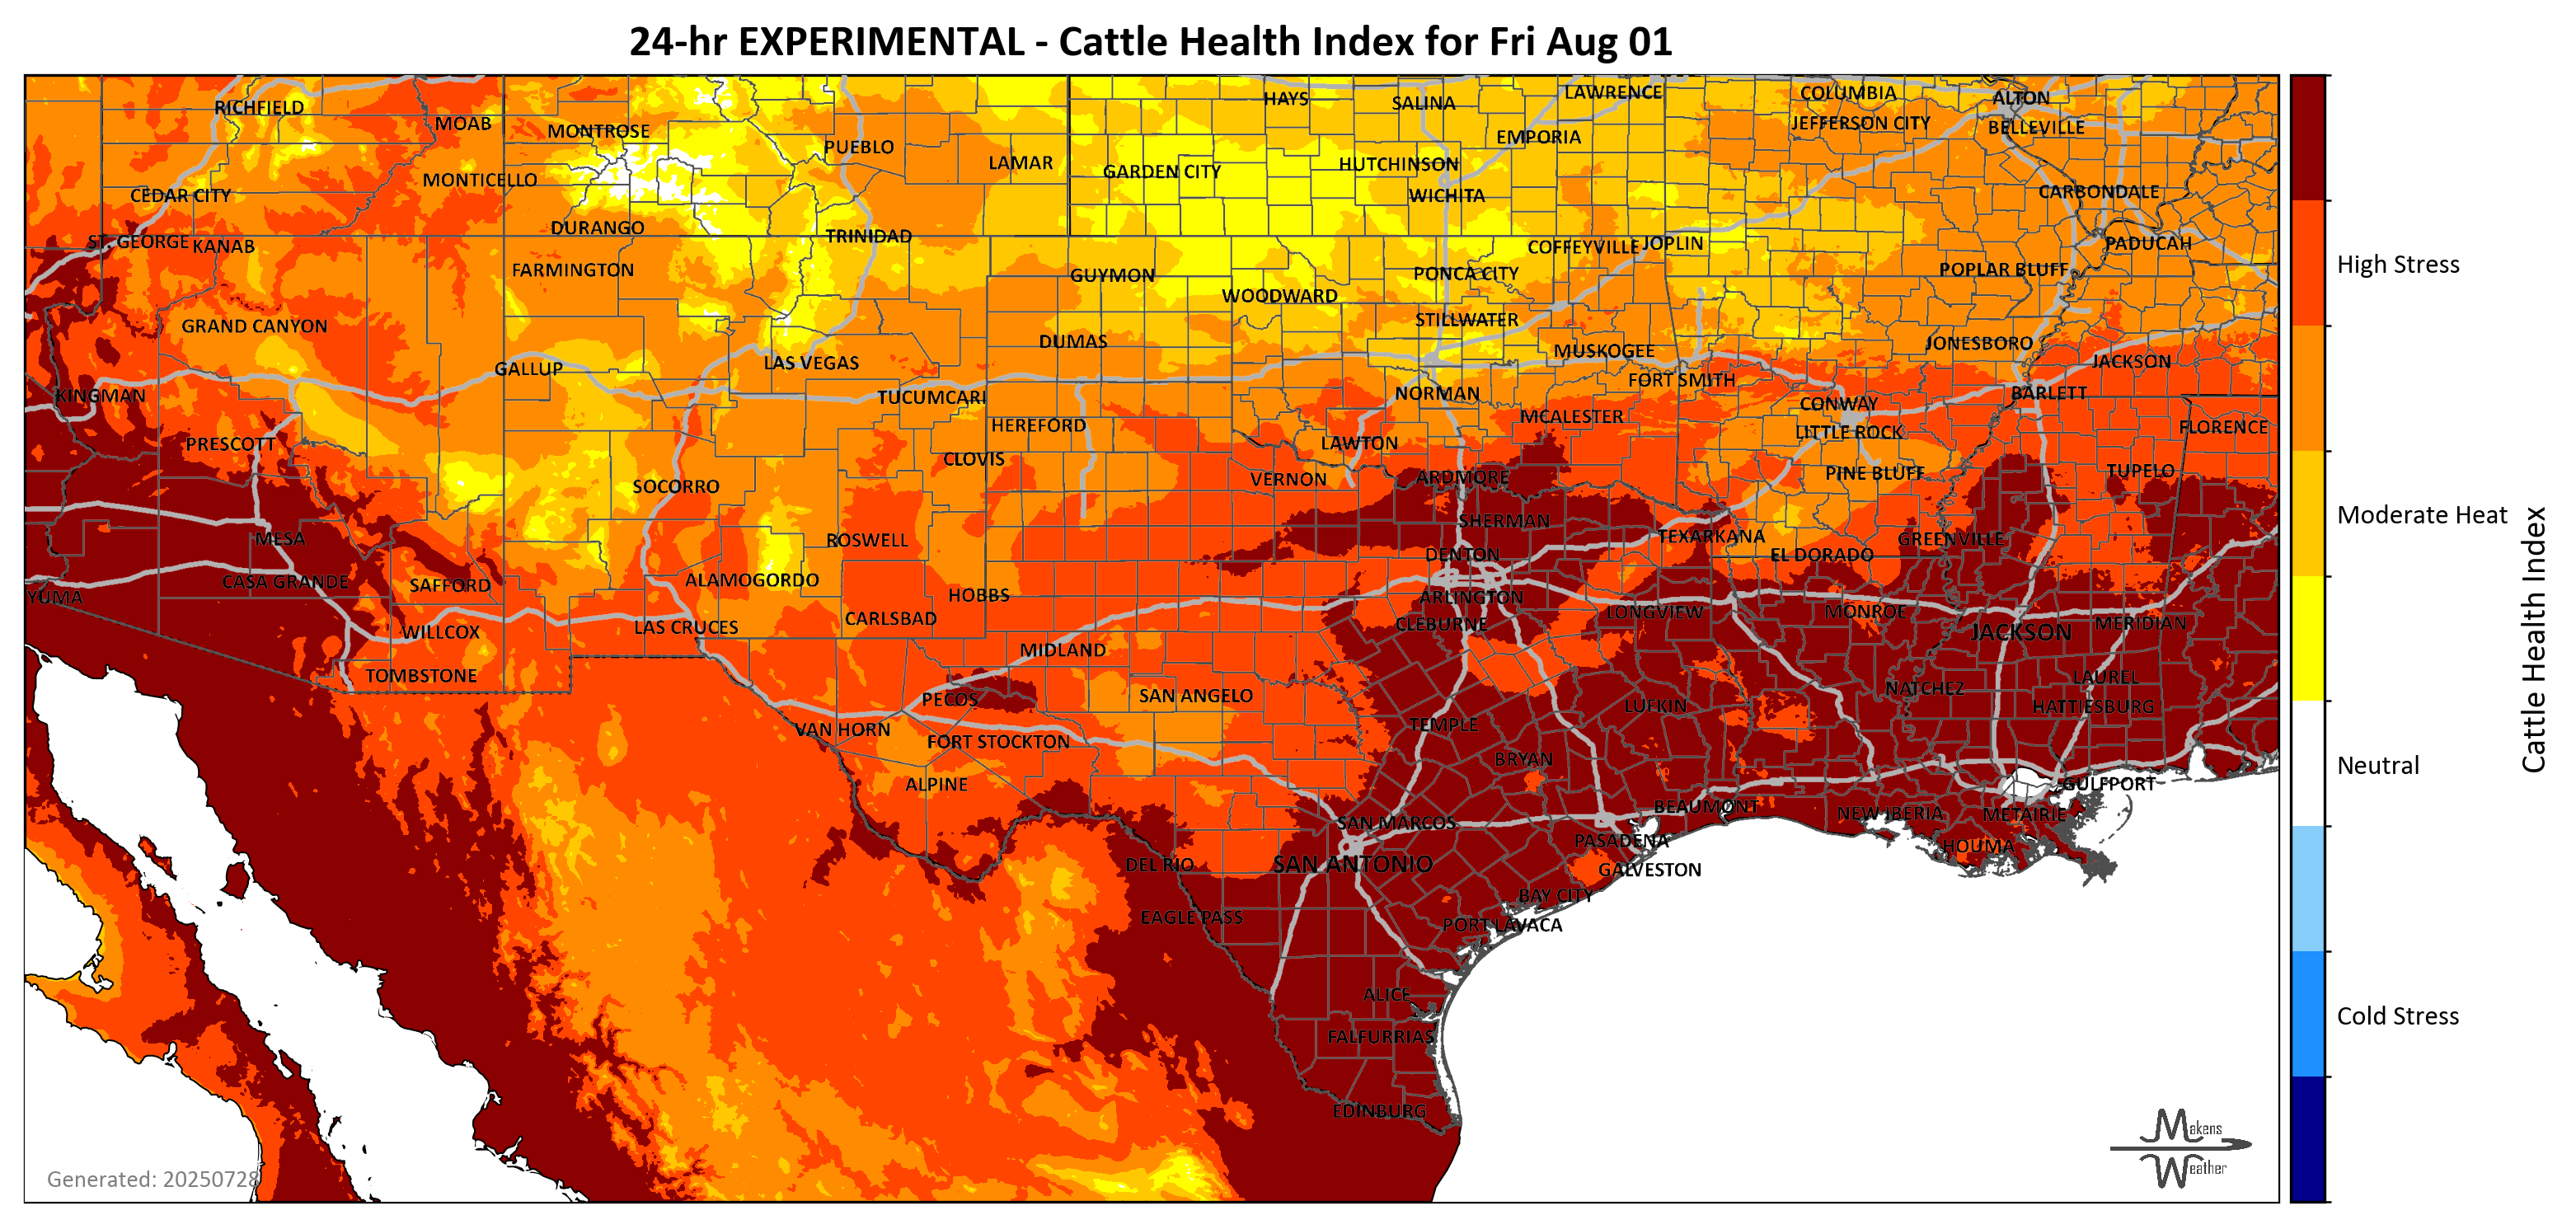 24-hr EXPERIMENTAL - Cattle Health Index for Fri Aug 01
RICHFIELD
MOAB
MONTROSE
PUEBLO
LAMAR
HAYS
SALINA
LAWRENCE
COLUMBIA
ALTON
JEFFERSON CITY
BELLEVILLE
EMPORIA
GARDEN CITY
HUTCHINSON
WICHITA
MONTICELLO
CEDAR CITY
CARBONDALE
DURANGO
TRINIDAD
ST. GEORGE
KANAB
COFFEYVILLE
JOPLIN
PADUCAH
FARMINGTON
GUYMON
PONCA CITY
POPLAR BLUFF
WOODWARD
GRAND CANYON
STILLWATER
DUMAS
MUSKOGEE
JONESBORO
GALLUP
LAS VEGAS
JACKSON
FORT SMITH
KINGMAN
TUCUMCARI
NORMAN
BARLETT
CONWAY
MCALESTER
HEREFORD
FLORENCE
PRESCOTT
LAWTON
LITTLE ROCK
CLOVIS
TUPELO
PINE BLUFF
VERNON
ARDMORE
SOCORRO
SHERMAN
MESA
ROSWELL
TEXARKANA
GREENVILLE
DENTON
EL DORADO
CASA GRANDE
SAFFORD
ALAMOGORDO
YUMA
HOBBS
ARLINGTON
LONGVIEW
MONROE
CARLSBAD
CLEBURNE
LAS CRUCES
WILLCOX
JACKSON
MERIDIAN
MIDLAND
TOMBSTONE
LAUREL
PECOS
SAN ANGELO
NATCHEZ
LUFKIN
HATTIESBURG
VAN HORN
TEMPLE
FORT STOCKTON
BRYAN
ALPINE
GULFPORT
BEAUMONT
NEW IBERIA
METAIRIE
SAN MARCOS
PASADENA
HOUMA
DEL RIO
SAN ANTONIO
GALVESTON
BAY CITY
EAGLE PASS
PORT LAVACA
ALICE
FALFURRIAS
EDINBURG
Makens
Weather
Generated: 20250728
High Stress
Moderate Heat
Neutral
Cold Stress
Cattle Health Index